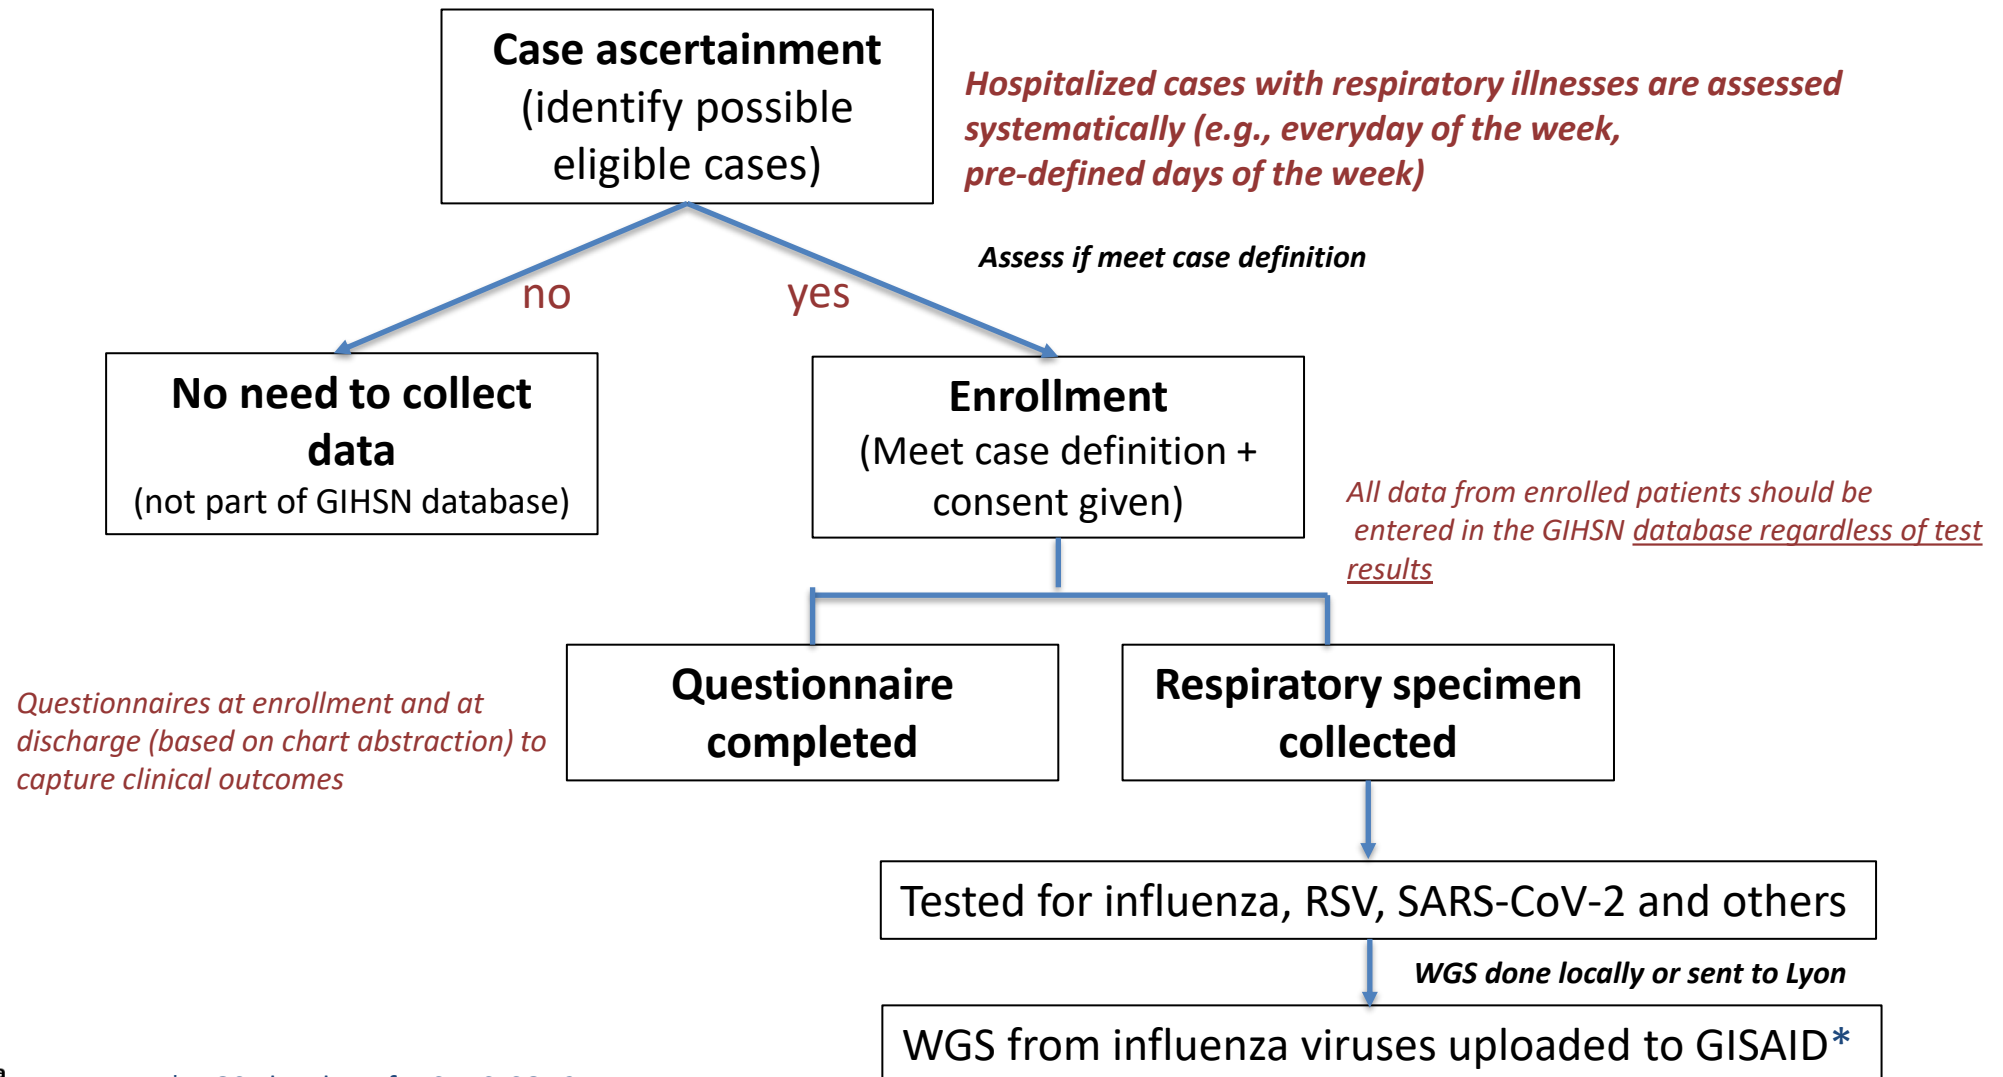 Case ascertainment
(identify possible
eligible cases)
Hospitalized cases with respiratory illnesses are assessed
systematically (e.g., everyday of the week,
pre-defined days of the week)
Assess if meet case definition
no
yes
No need to collect
data
(not part of GIHSN database)
Enrollment
(Meet case definition +
consent given)
All data from enrolled patients should be
entered in the GIHSN database regardless of test
results
Questionnaire
completed
Respiratory specimen
collected
Questionnaires at enrollment and at
discharge (based on chart abstraction) to
capture clinical outcomes
Tested for influenza, RSV, SARS-CoV-2 and others
WGS done locally or sent to Lyon
WGS from influenza viruses uploaded to GISAID*